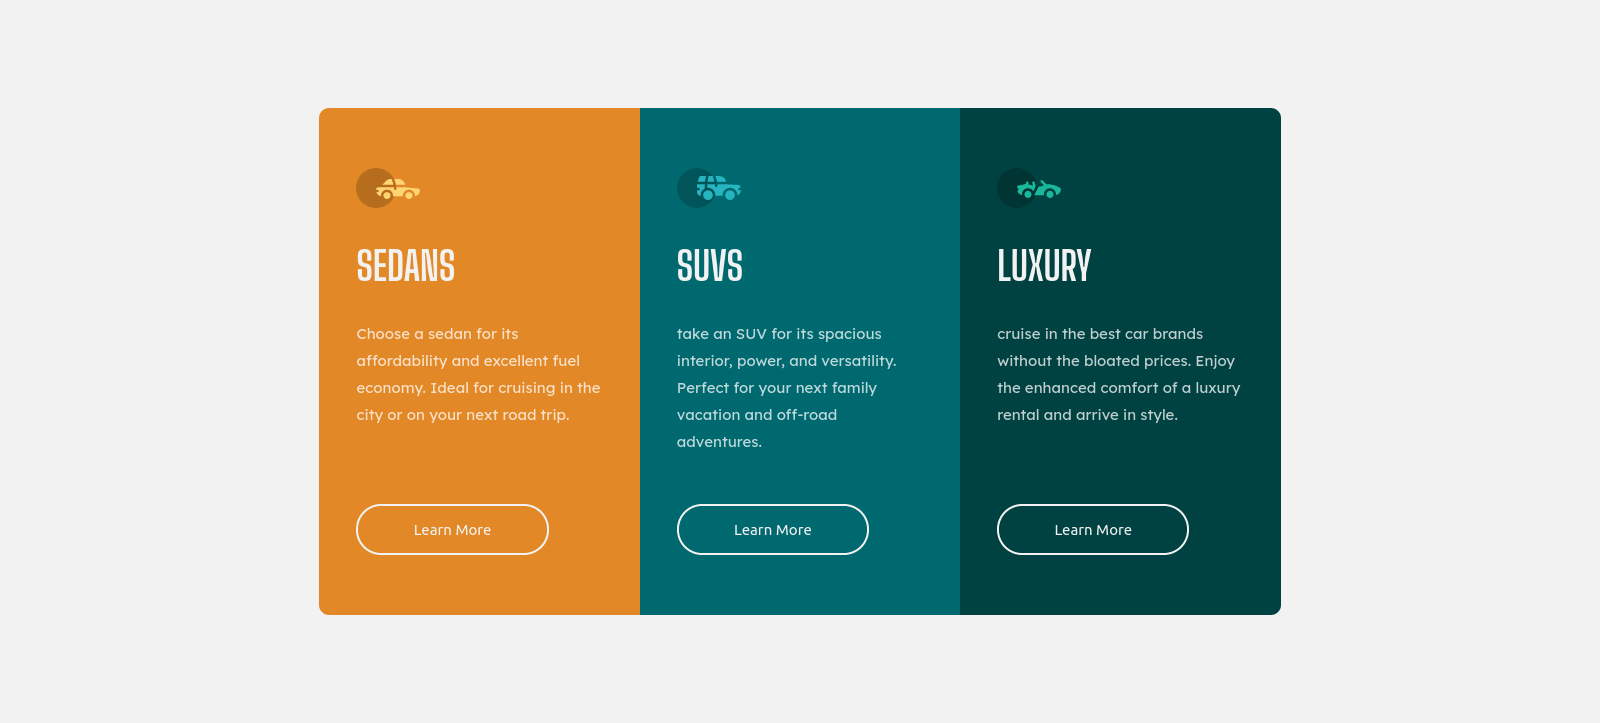 SEDANS
Choose a sedan for its
affordability and excellent fuel
economy. Ideal for cruising in the
city or on your next road trip.
Learn More
SUVS
take an SUV for its spacious
interior, power, and versatility.
Perfect for your next family
vacation and off-road
adventures.
Learn More
LUXURY
cruise in the best car brands
without the bloated prices. Enjoy
the enhanced comfort of a luxury
rental and arrive in style.
Learn More